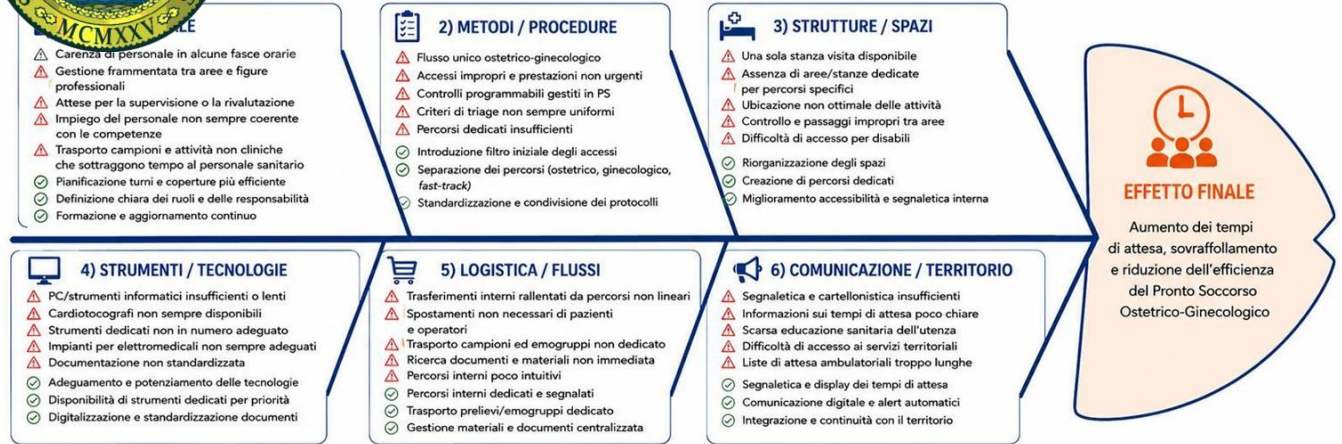 MCMXXV
ALE
Carenza di personale in alcune fasce orarie
Gestione frammentata tra aree e figure
professionali
Attese per la supervisione o la rivalutazione
Impiego del personale non sempre coerente
con le competenze
Trasporto campioni e attività non cliniche
che sottraggono tempo al personale sanitario
Pianificazione turni e coperture più efficiente
Definizione chiara dei ruoli e delle responsabilità
Formazione e aggiornamento continuo
2) METODI / PROCEDURE
Flusso unico ostetrico-ginecologico
Accessi impropri e prestazioni non urgenti
Controlli programmabili gestiti in PS
Criteri di triage non sempre uniformi
Percorsi dedicati insufficienti
Introduzione filtro iniziale degli accessi
Separazione dei percorsi (ostetrico, ginecologico,
fast-track)
Standardizzazione e condivisione dei protocolli
3) STRUTTURE / SPAZI
Una sola stanza visita disponibile
Assenza di aree/stanze dedicate
per percorsi specifici
Ubicazione non ottimale delle attività
Controllo e passaggi impropri tra aree
Difficoltà di accesso per disabili
Riorganizzazione degli spazi
Creazione di percorsi dedicati
Miglioramento accessibilità e segnaletica interna
4) STRUMENTI / TECNOLOGIE
PC/strumenti informatici insufficienti o lenti
Cardiotocografi non sempre disponibili
Strumenti dedicati non in numero adeguato
Impianti per elettromedicali non sempre adeguati
Documentazione non standardizzata
Adeguamento e potenziamento delle tecnologie
Disponibilità di strumenti dedicati per priorità
Digitalizzazione e standardizzazione documenti
5) LOGISTICA / FLUSSI
Trasferimenti interni rallentati da percorsi non lineari
Spostamenti non necessari di pazienti
e operatori
Trasporto campioni ed emogruppi non dedicato
Ricerca documenti e materiali non immediata
Percorsi interni poco intuitivi
Percorsi interni dedicati e segnalati
Trasporto prelievi/emogruppi dedicato
Gestione materiali e documenti centralizzata
6) COMUNICAZIONE / TERRITORIO
Segnaletica e cartellonistica insufficienti
Informazioni sui tempi di attesa poco chiare
Scarsa educazione sanitaria dell'utenza
Difficoltà di accesso ai servizi territoriali
Liste di attesa ambulatoriali troppo lunghe
Segnaletica e display dei tempi di attesa
Comunicazione digitale e alert automatici
Integrazione e continuità con il territorio
EFFETTO FINALE
Aumento dei tempi
di attesa, sovraffollamento
e riduzione dell'efficienza
del Pronto Soccorso
Ostetrico-Ginecologico